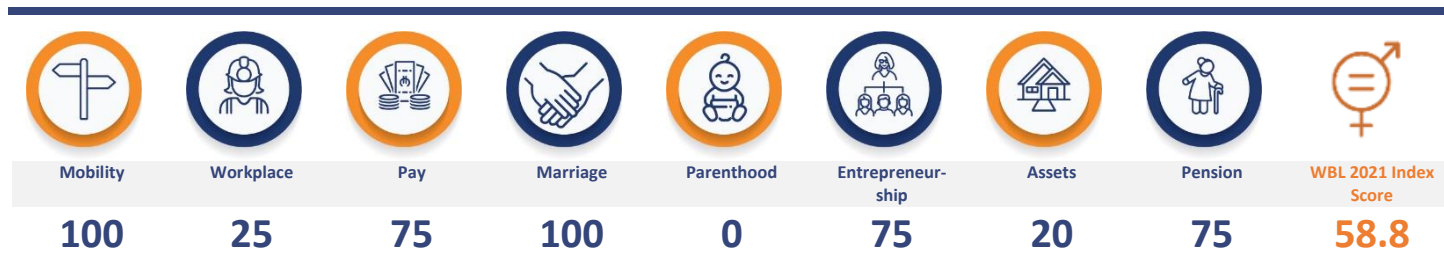 Mobility
Workplace
Pay
Marriage
Parenthood
Entrepreneur-
ship
Assets
Pension
WBL 2021 Index
Score
100
25
75
100
0
75
20
75
58.8